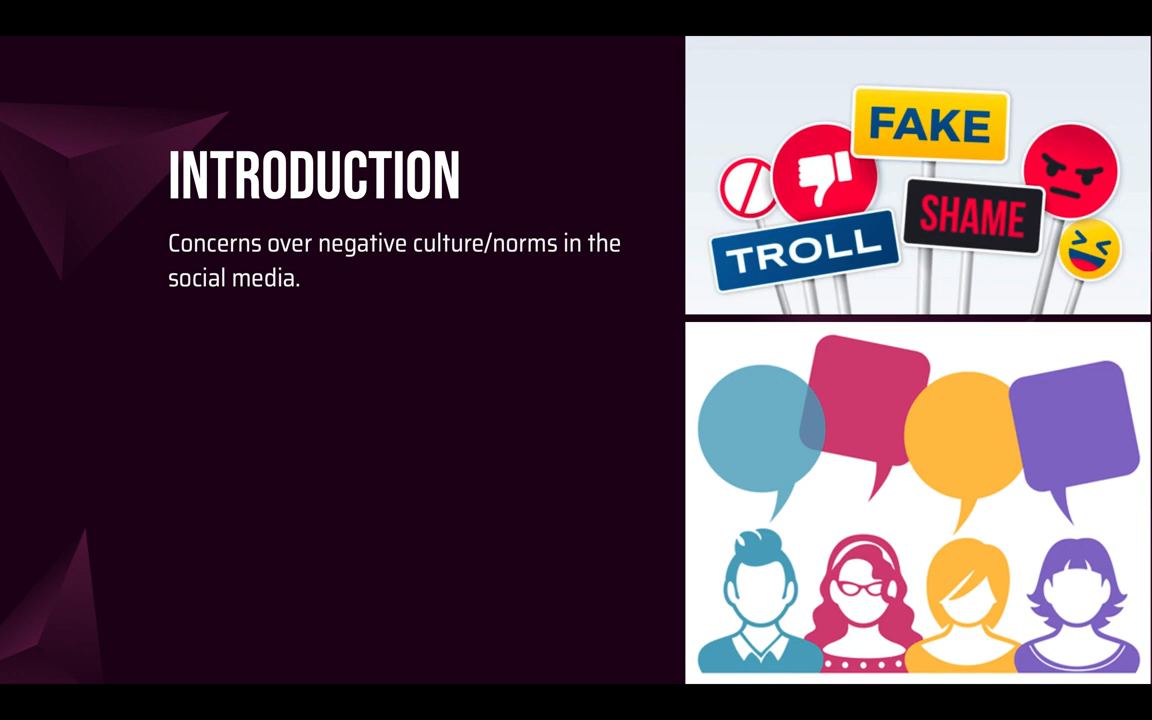 INTRODUCTION
Concerns over negative culture/norms in the
social media.
FAKE
SHAME
TROLL